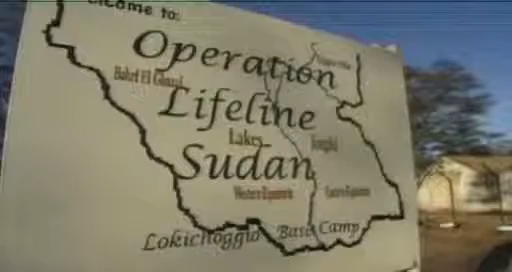 elcome to:
Operation
Bahr El Ghazal
Lifeline
Lakes
Jonglei
Sudan
Western Equatoria
Eastern Equatoria
Lokichoggio Base Camp